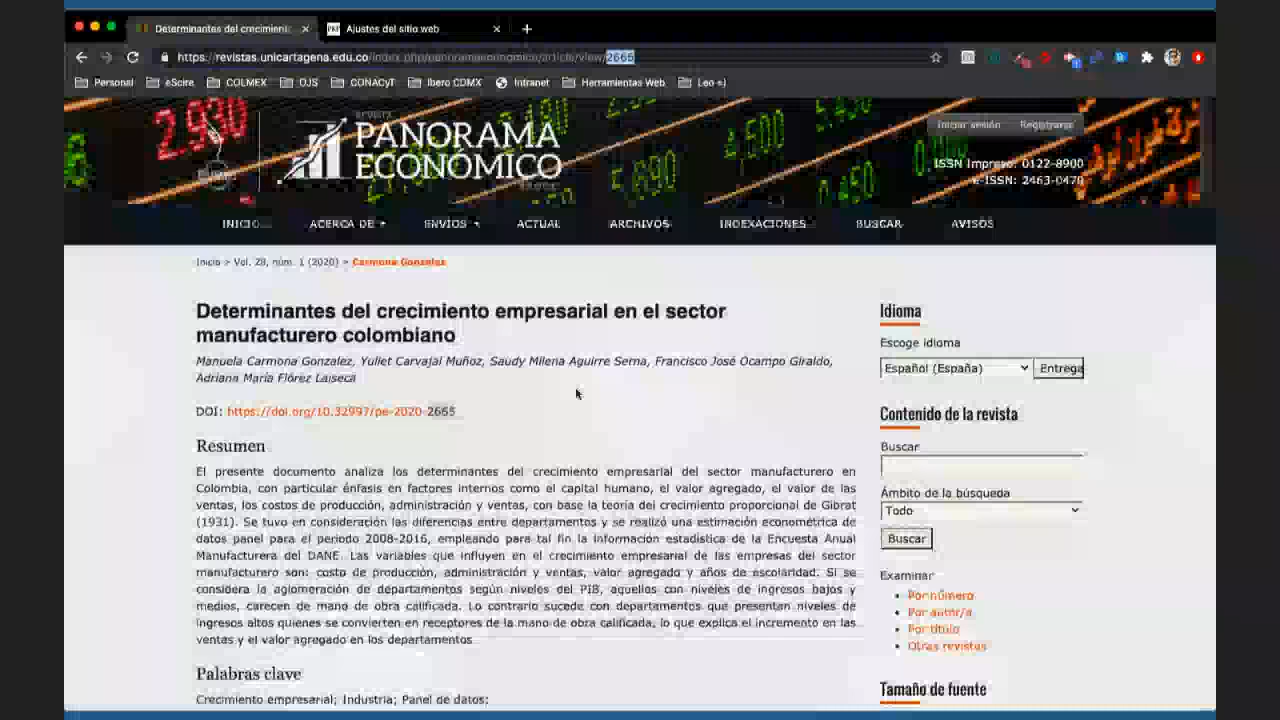 Determinantes del crecimient
PKP Ajustes del sitio web
https://revistas.unicartagena.edu.co/index.php/panoramaeconomico/article/view/2665
Personal
eScire
COLMEX
OJS
CONACyT
Ibero CDMX
Intranet
Herramientas Web
Leo =)
2.930
REVISTA
PANORAMA
ECONÓMICO
4.600
5.890
0.450
Iniciar sesión
Registrarse
ISSN Impreso: 0122-8900
e-ISSN: 2463-0470
INICIO
ACERCA DE
ENVÍOS
ACTUAL
ARCHIVOS
INDEXACIONES
BUSCAR
AVISOS
Inicio > Vol. 28, núm. 1 (2020) > Carmona Gonzalez
Determinantes del crecimiento empresarial en el sector
manufacturero colombiano
Manuela Carmona Gonzalez, Yuliet Carvajal Muñoz, Saudy Milena Aguirre Serna, Francisco José Ocampo Giraldo,
Adriana María Flórez Laiseca
DOI: https://doi.org/10.32997/pe-2020-2665
Resumen
El presente documento analiza los determinantes del crecimiento empresarial del sector manufacturero en
Colombia, con particular énfasis en factores internos como el capital humano, el valor agregado, el valor de las
ventas, los costos de producción, administración y ventas, con base la teoría del crecimiento proporcional de Gibrat
(1931). Se tuvo en consideración las diferencias entre departamentos y se realizó una estimación econométrica de
datos panel para el periodo 2008-2016, empleando para tal fin la información estadística de la Encuesta Anual
Manufacturera del DANE. Las variables que influyen en el crecimiento empresarial de las empresas del sector
manufacturero son: costo de producción, administración y ventas, valor agregado y años de escolaridad. Si se
considera la aglomeración de departamentos según niveles del PIB, aquellos con niveles de ingresos bajos y
medios, carecen de mano de obra calificada. Lo contrario sucede con departamentos que presentan niveles de
ingresos altos quienes se convierten en receptores de la mano de obra calificada, lo que explica el incremento en las
ventas y el valor agregado en los departamentos
Palabras clave
Crecimiento empresarial; Industria; Panel de datos;
Idioma
Escoge idioma
Español (España)
Entrega
Contenido de la revista
Buscar
Ámbito de la búsqueda
Todo
Buscar
Examinar
Por número
Por autor/a
Por título
Otras revistas
Tamaño de fuente